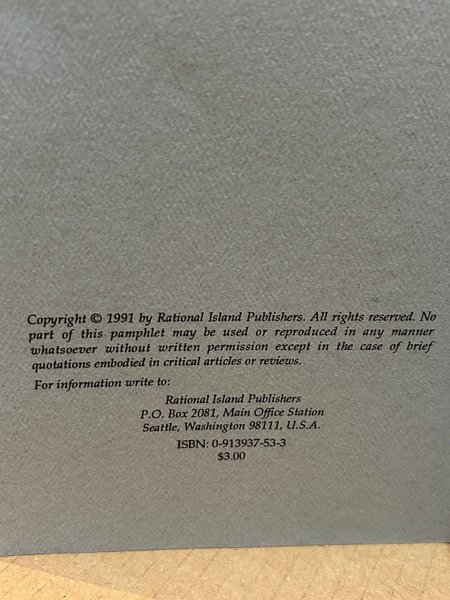 Copyright © 1991 by Rational Island Publishers. All rights reserved. No
part of this pamphlet may be used or reproduced in any manner
whatsoever without written permission except in the case of brief
quotations embodied in critical articles or reviews.
For information write to:
Rational Island Publishers
P.O. Box 2081, Main Office Station
Seattle, Washington 98111, U.S.A.
ISBN: 0-913937-53-3
$3.00